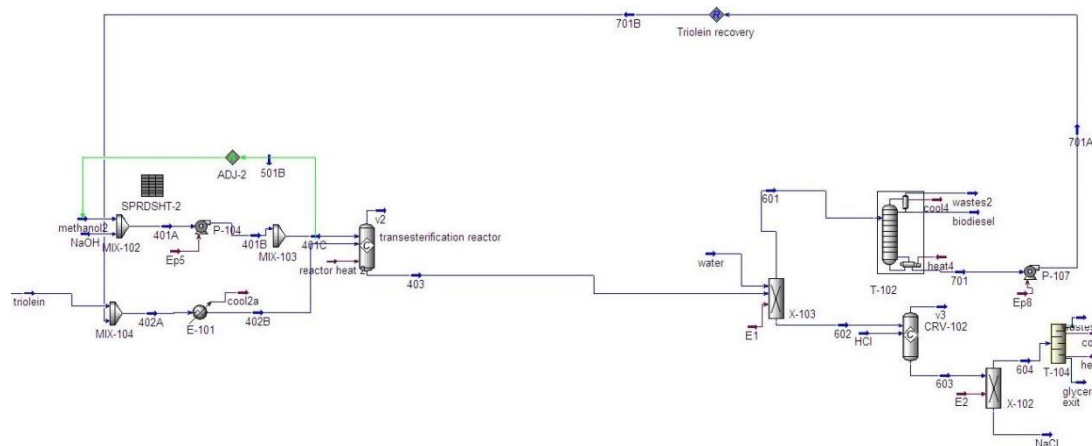 701B
Triolein recovery
701A
ADJ-2
501B
SPRDSHT-2
methanol2
NaOH
MIX-102
401A
P-104
Ep5
401B
MIX-103
401C
v2
transesterification reactor
reactor heat 2
403
triolein
MIX-104
402A
cool2a
E-101
402B
601
water
E1
X-103
602
HCl
v3
CRV-102
603
E2
X-102
604
NaCl
T-104
glycer
exit
wastes2
cool4
biodiesel
heat4
T-102
701
P-107
Ep8
co
he